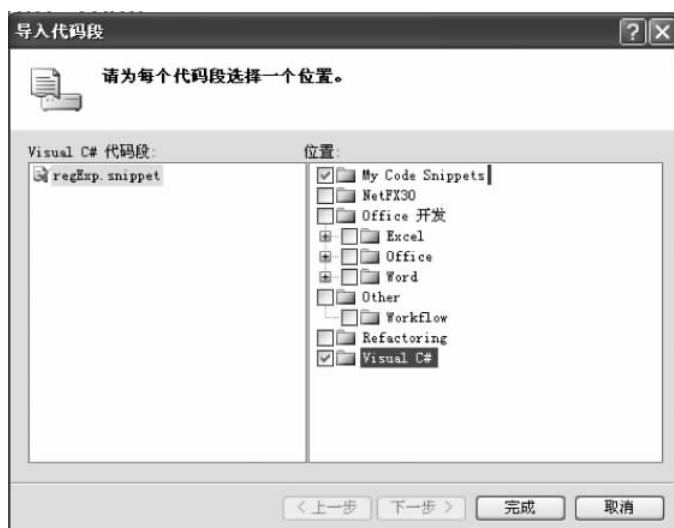 导入代码段
请为每个代码段选择一个位置。
Visual C# 代码段:
regExp.snippet
位置:
My Code Snippets
NetFX30
Office 开发
Excel
Office
Word
Other
Workflow
Refactoring
Visual C#
< 上一步
下一步 >
完成
取消